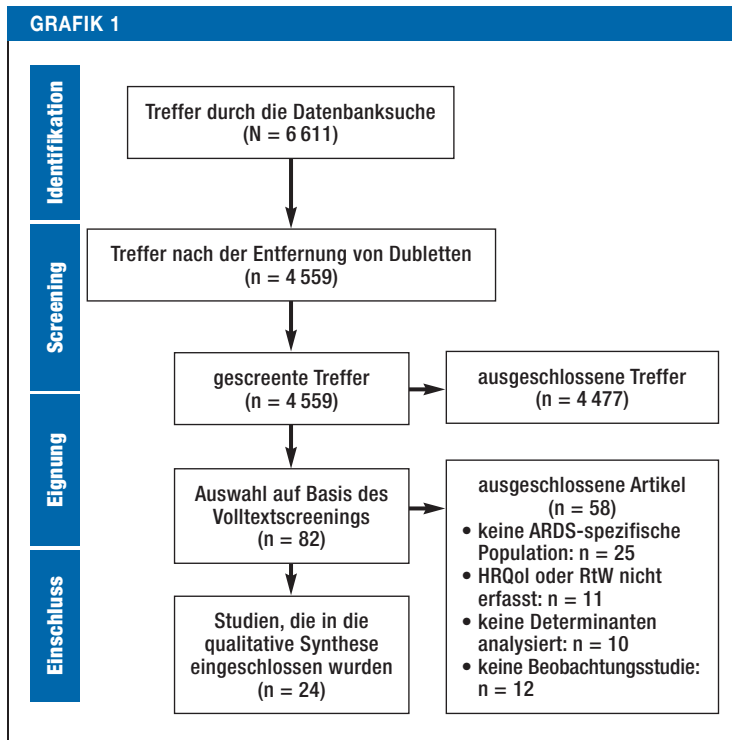 GRAFIK 1
Identifikation
Treffer durch die Datenbanksuche
(N = 6 611)
Screening
Treffer nach der Entfernung von Dubletten
(n = 4 559)
gescreente Treffer
(n = 4 559)
ausgeschlossene Treffer
(n = 4 477)
Eignung
Auswahl auf Basis des
Volltextscreenings
(n = 82)
ausgeschlossene Artikel
(n = 58)
• keine ARDS-spezifische
Population: n = 25
• HRQol oder RtW nicht
erfasst: n = 11
• keine Determinanten
analysiert: n = 10
• keine Beobachtungsstudie:
n = 12
Einschluss
Studien, die in die
qualitative Synthese
eingeschlossen wurden
(n = 24)